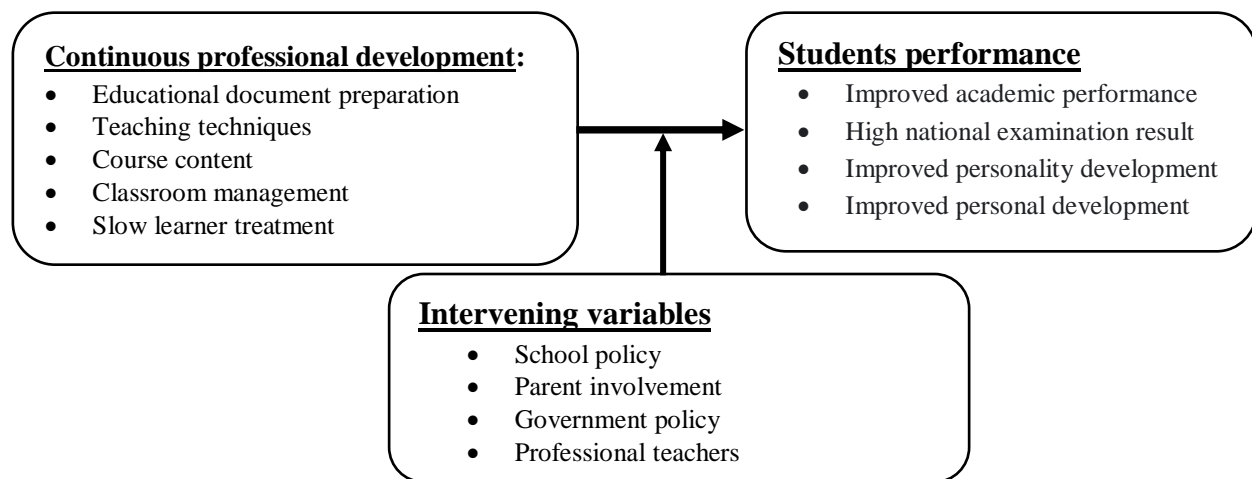 Continuous professional development:
• Educational document preparation
• Teaching techniques
• Course content
• Classroom management
• Slow learner treatment
Students performance
• Improved academic performance
• High national examination result
• Improved personality development
• Improved personal development
Intervening variables
• School policy
• Parent involvement
• Government policy
• Professional teachers